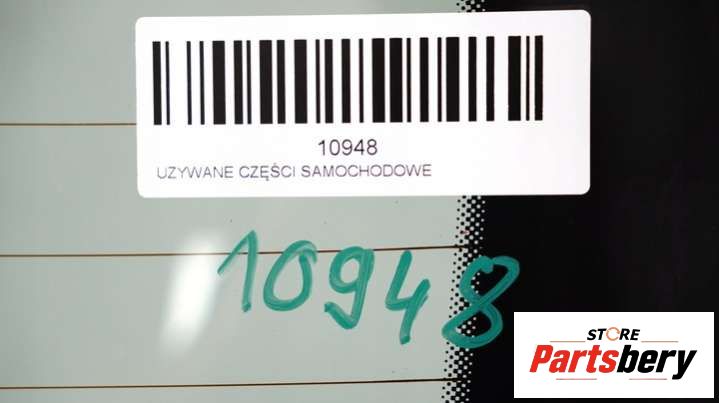 10948
UZYWANE CZĘŚCI SAMOCHODOWE
10948
STORE
Partsbery